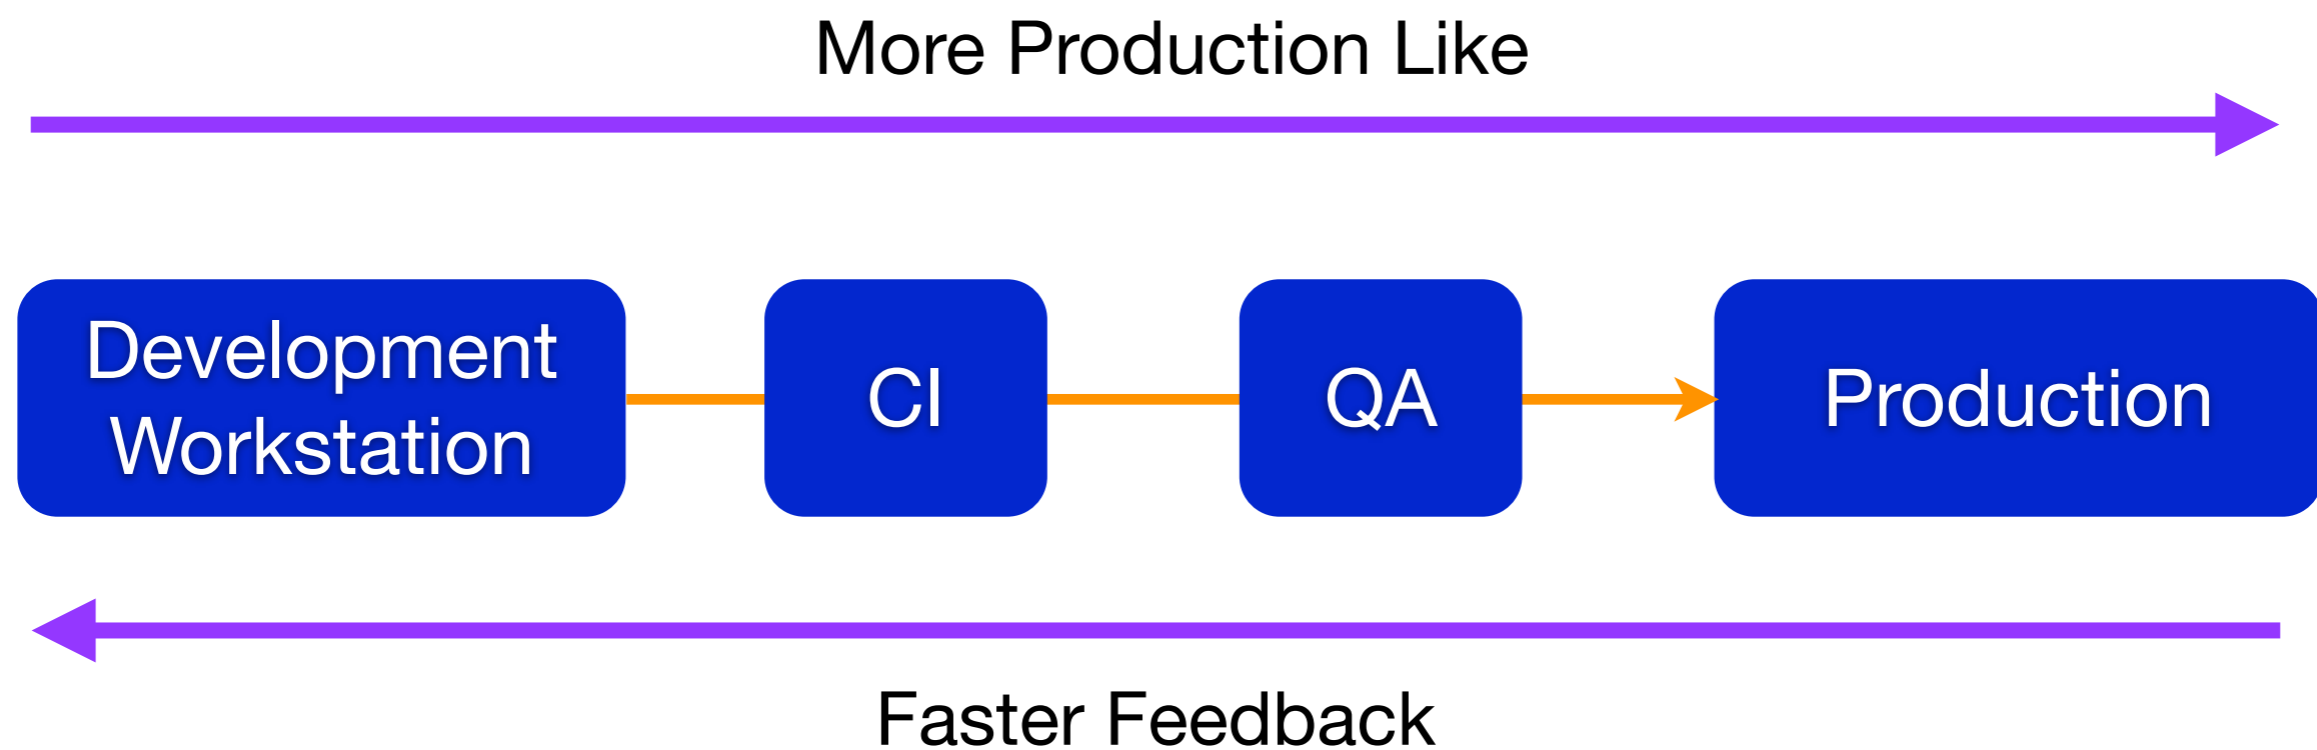 More Production Like
Development
Workstation
CI
QA
Production
Faster Feedback